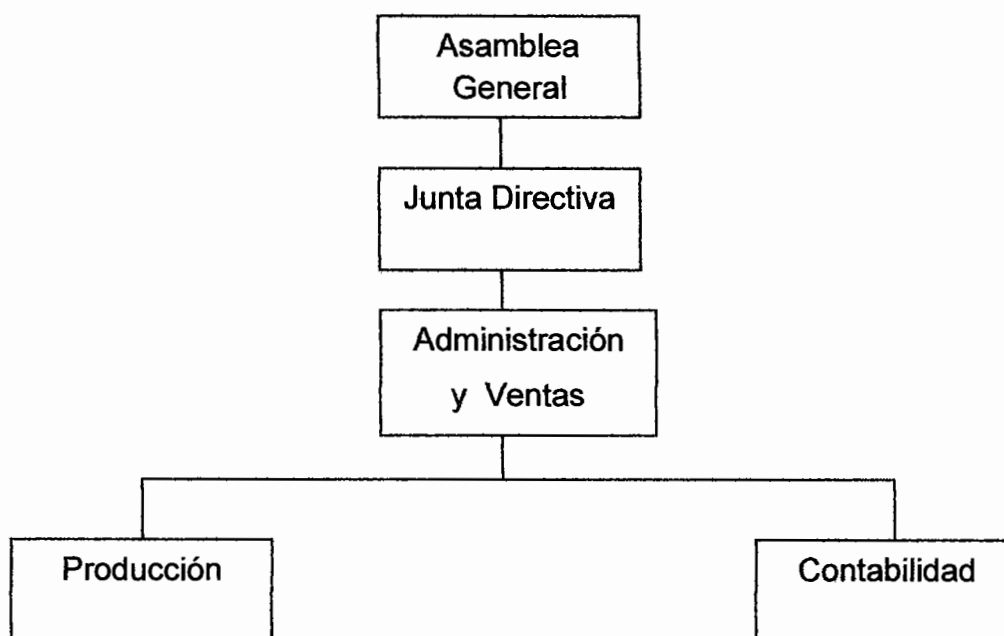 Asamblea
General
Junta Directiva
Administración
y Ventas
Producción
Contabilidad